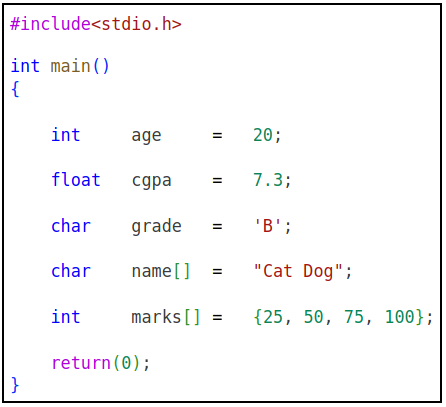 #include<stdio.h>
int main()
{
int age = 20;
float cgpa = 7.3;
char grade = 'B';
char name[] = "Cat Dog";
int marks[] = {25, 50, 75, 100};
return(0);
}